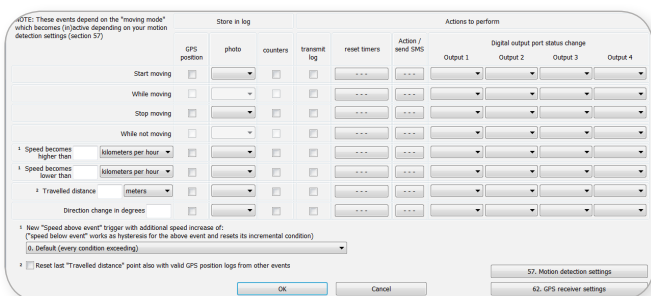 NOTE: These events depend on the "moving mode"
which becomes (in)active depending on your motion
detection settings (section 57)
Store in log
Actions to perform
GPS
position
photo
counters
transmit
log
reset timers
Action /
send SMS
Digital output port status change
Output 1
Output 2
Output 3
Output 4
Start moving
--- ---
While moving
--- ---
Stop moving
--- ---
While not moving
--- ---
¹ Speed becomes
higher than
kilometers per hour
--- ---
¹ Speed becomes
lower than
kilometers per hour
--- ---
² Travelled distance
meters
--- ---
Direction change in degrees
--- ---
¹ New "Speed above event" trigger with additional speed increase of:
("speed below event" works as hysteresis for the above event and resets its incremental condition)
0. Default (every condition exceeding)
² Reset last "Travelled distance" point also with valid GPS position logs from other events
57. Motion detection settings
OK
Cancel
62. GPS receiver settings